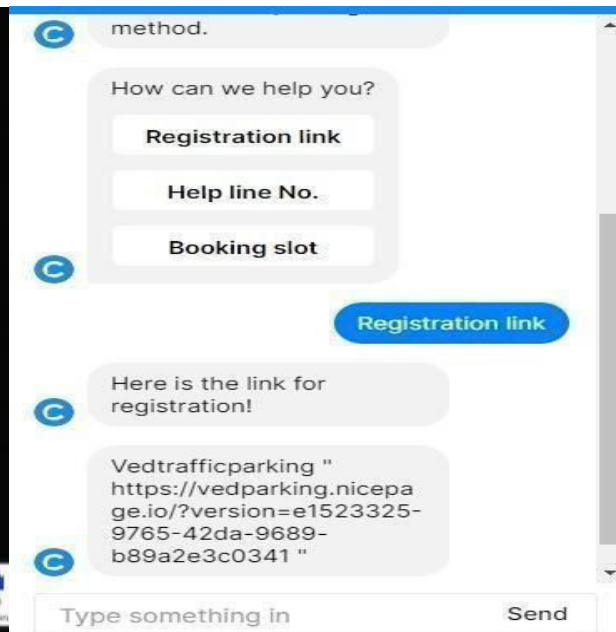 method.
How can we help you?
Registration link
Help line No.
Booking slot
C
Registration link
Here is the link for
registration!
C
Vedtrafficparking "
https://vedparking.nicepa
ge.io/?version=e1523325-
9765-42da-9689-
b89a2e3c0341 "
C
Type something in
Send